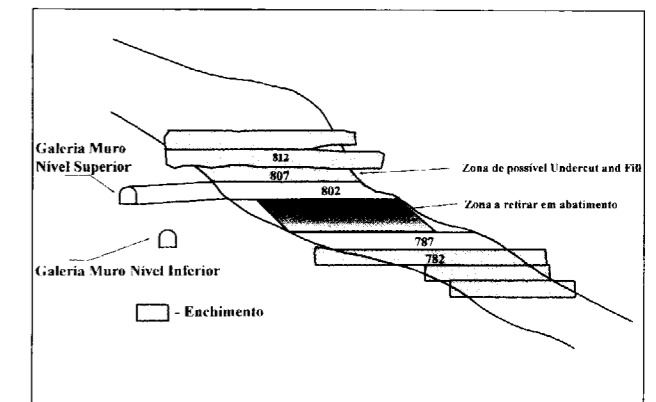 Galeria Muro
Nível Superior
812
807
802
Zona de possível Undercut and Fill
Zona a retirar em abatimento
787
782
Galeria Muro Nível Inferior
- Enchimento